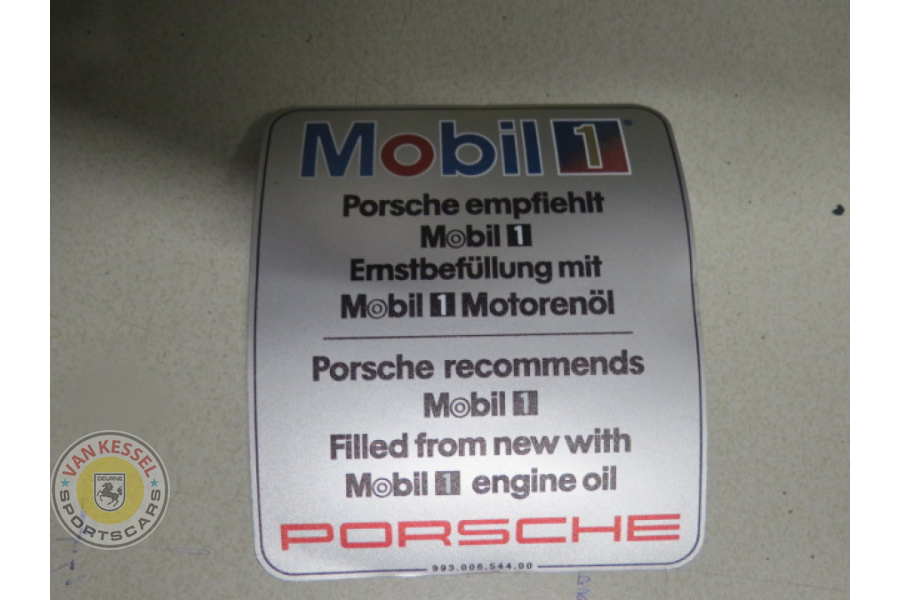 Mobil 1
Porsche empfiehlt
Mobil 1
Ernstbefüllung mit
Mobil 1 Motorenöl
Porsche recommends
Mobil 1
Filled from new with
Mobil 1 engine oil
PORSCHE
993.006.544.00
VAN KESSEL
DEURNE
SPORTSCARS